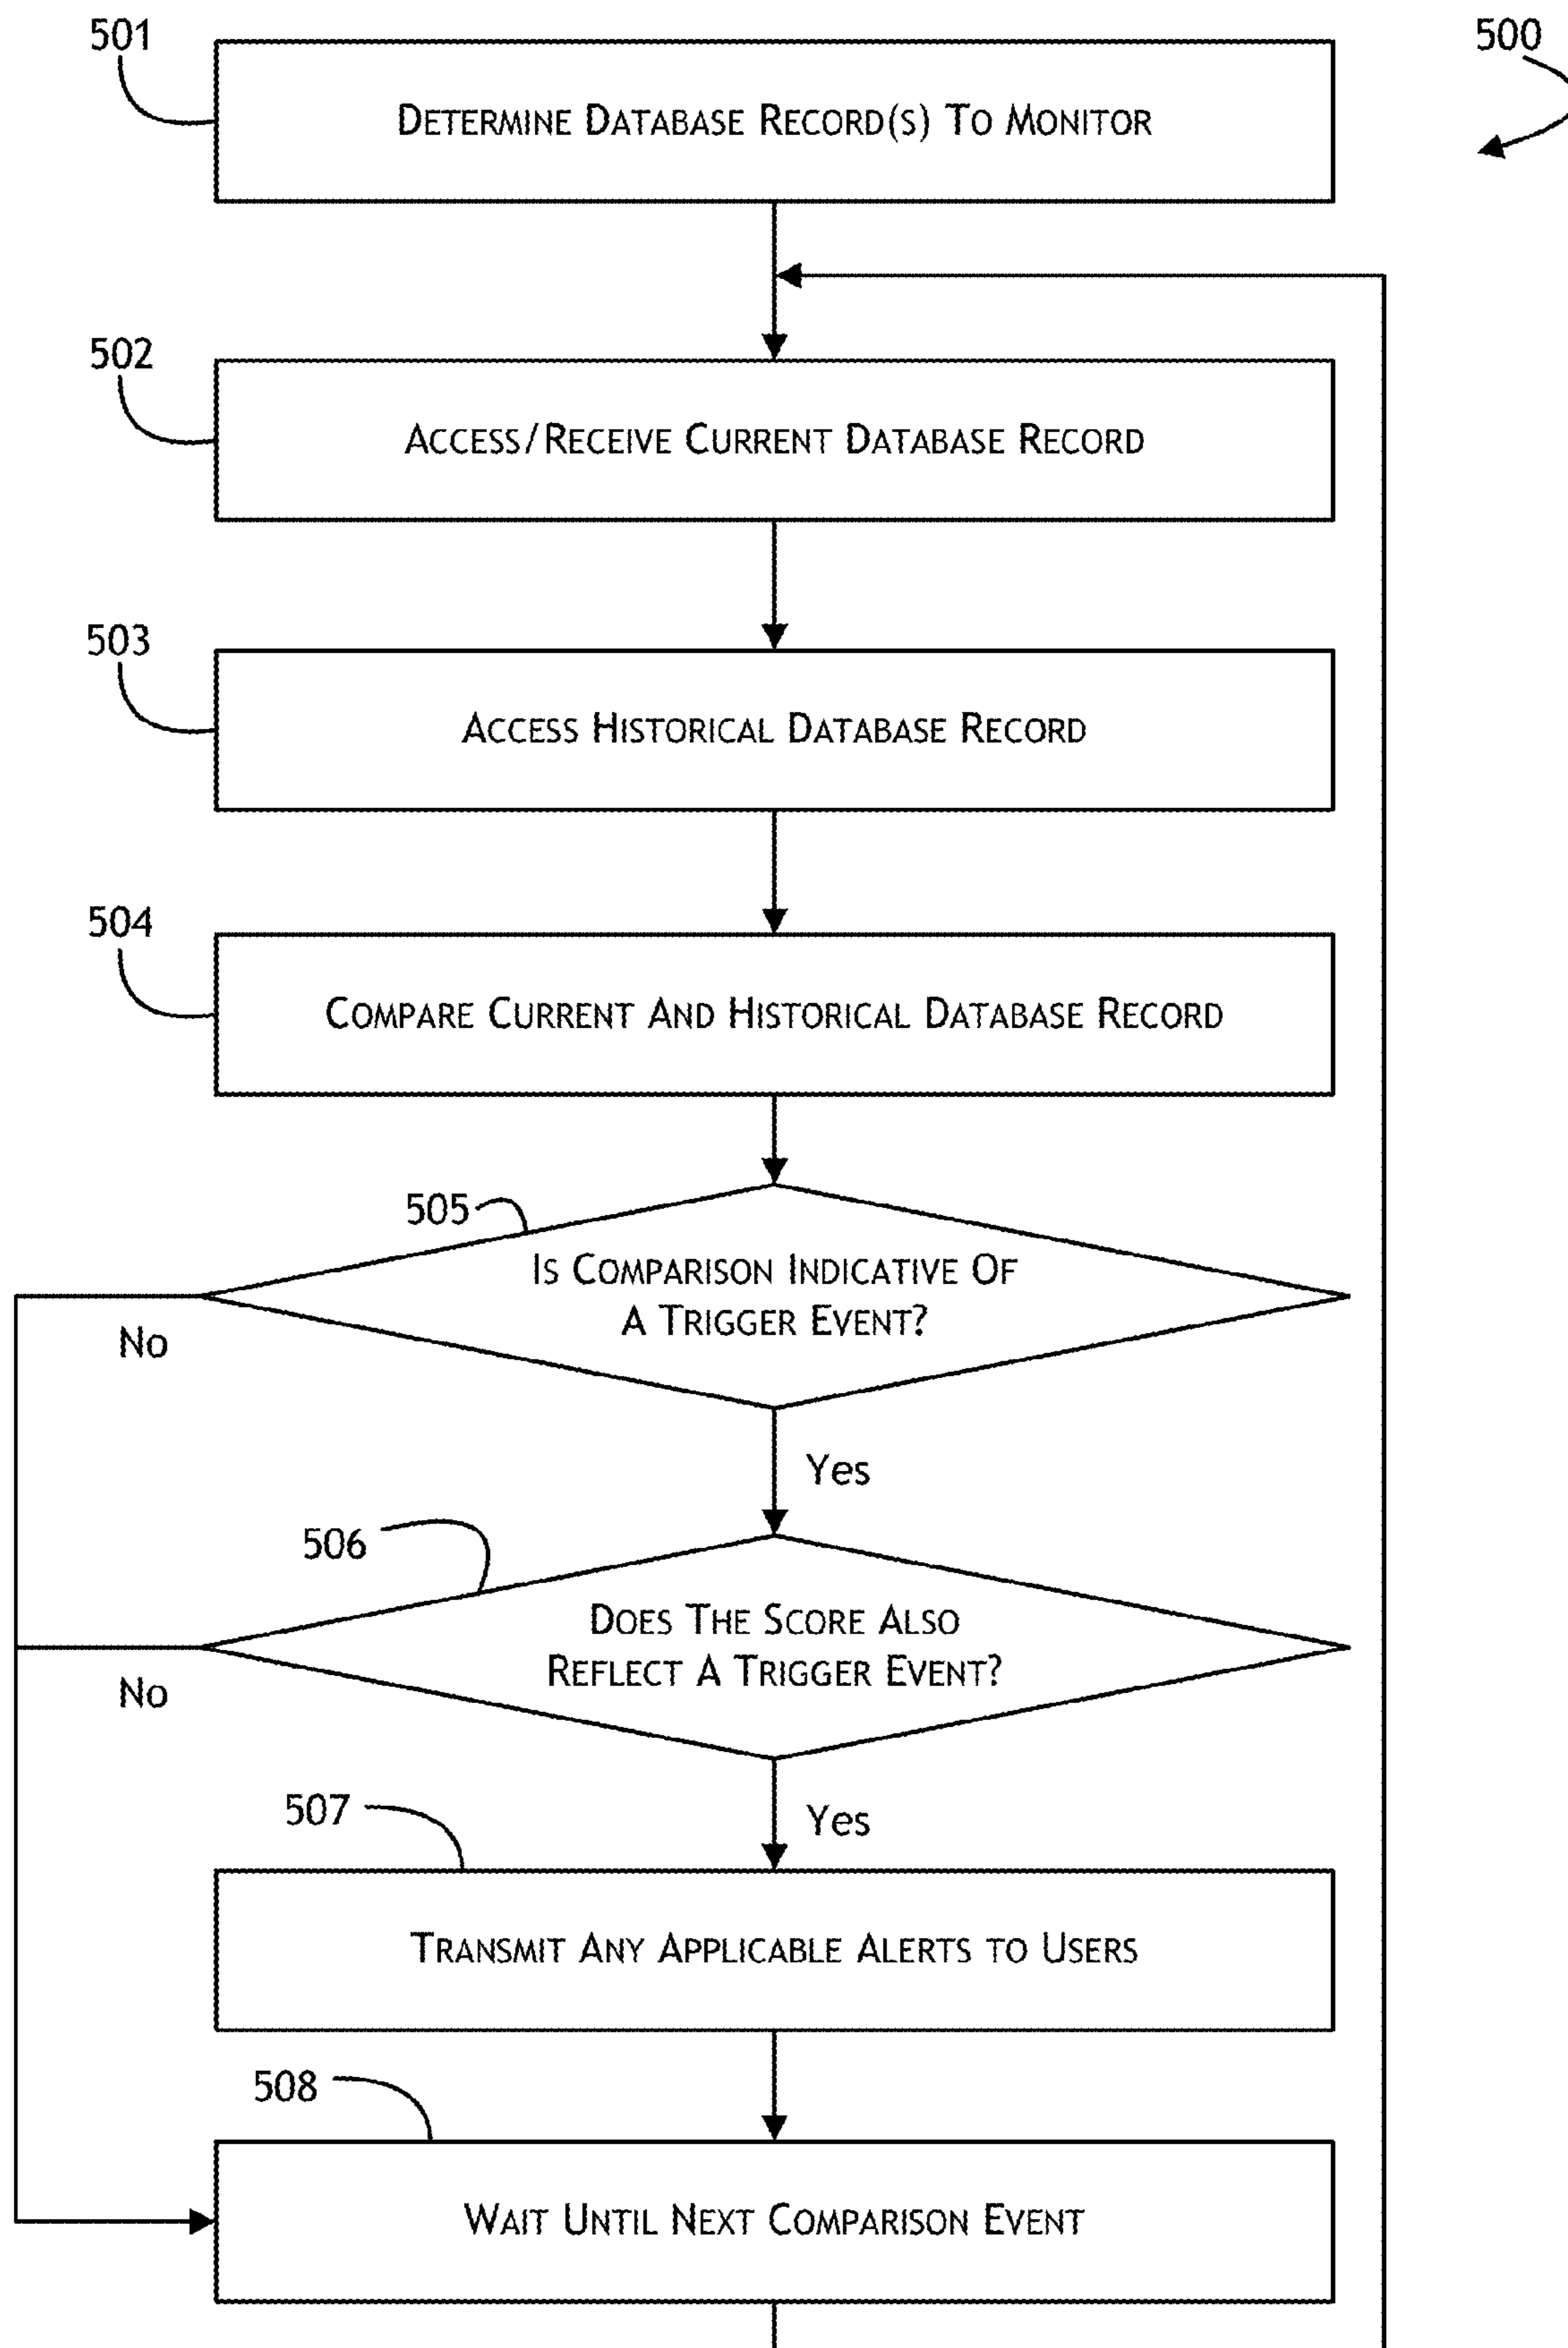 501
500
DETERMINE DATABASE RECORD(S) TO MONITOR
502
ACCESS/RECEIVE CURRENT DATABASE RECORD
503
ACCESS HISTORICAL DATABASE RECORD
504
COMPARE CURRENT AND HISTORICAL DATABASE RECORD
505
IS COMPARISON INDICATIVE OF
A TRIGGER EVENT?
No
Yes
506
DOES THE SCORE ALSO
REFLECT A TRIGGER EVENT?
No
Yes
507
TRANSMIT ANY APPLICABLE ALERTS TO USERS
508
WAIT UNTIL NEXT COMPARISON EVENT